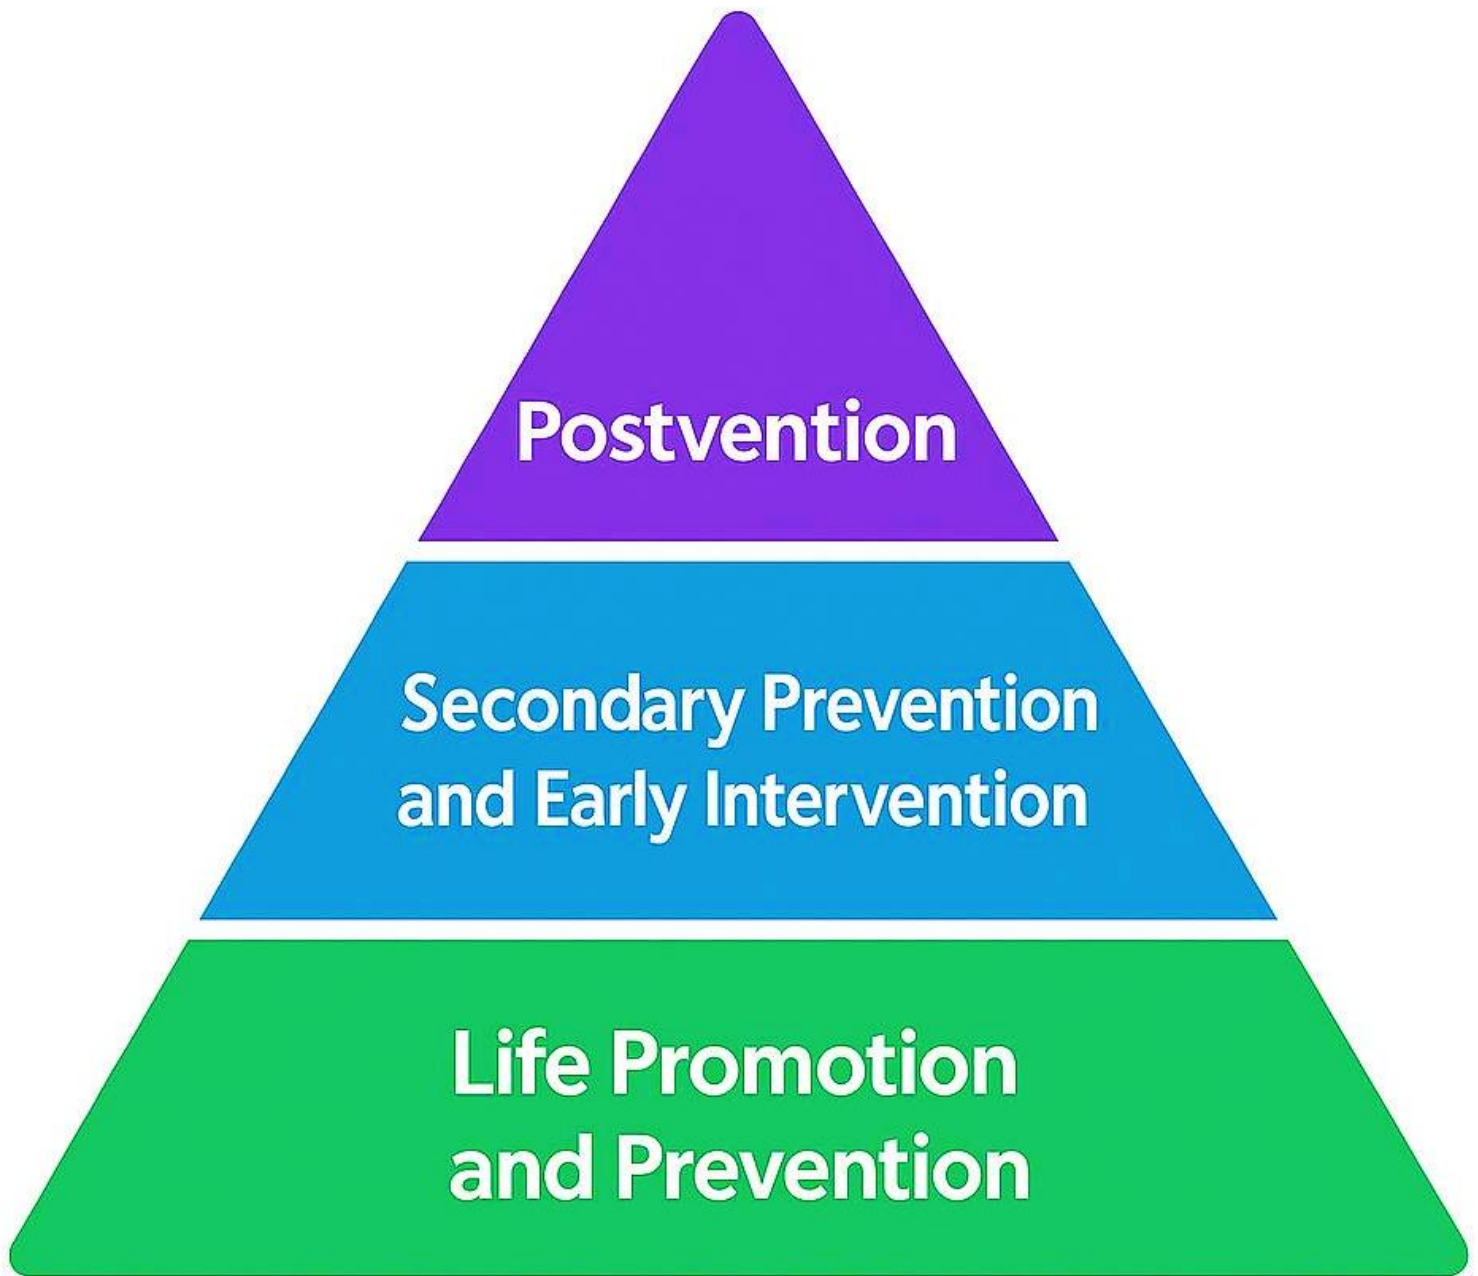 Postvention
Secondary Prevention
and Early Intervention
Life Promotion
and Prevention